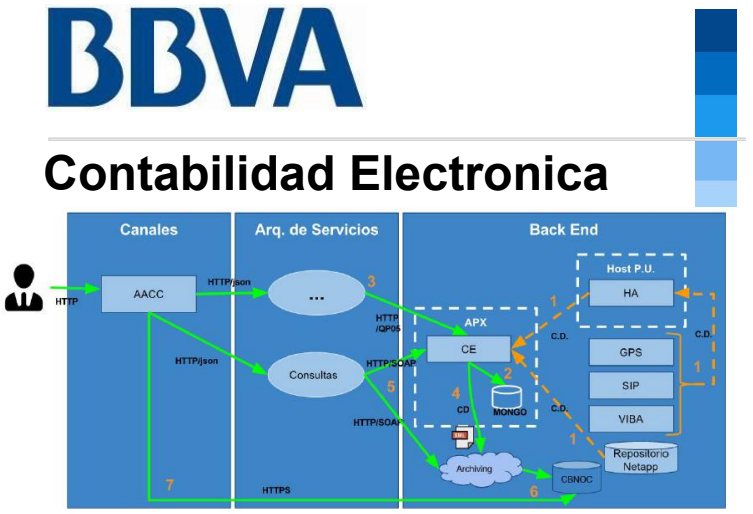 BBVA
Contabilidad Electronica
Canales
Arq. de Servicios
Back End
HTTP
AACC
HTTP/json
...
3
HTTP
/QP05
Host P.U.
HA
1
C.D.
C.D.
APX
CE
GPS
SIP
VIBA
1
HTTP/json
Consultas
HTTP/SOAP
5
4
2
CD
MONGO
C.D.
1
HTTP/SOAP
XML
Archiving
Repositorio
Netapp
CBNOC
7
HTTPS
6